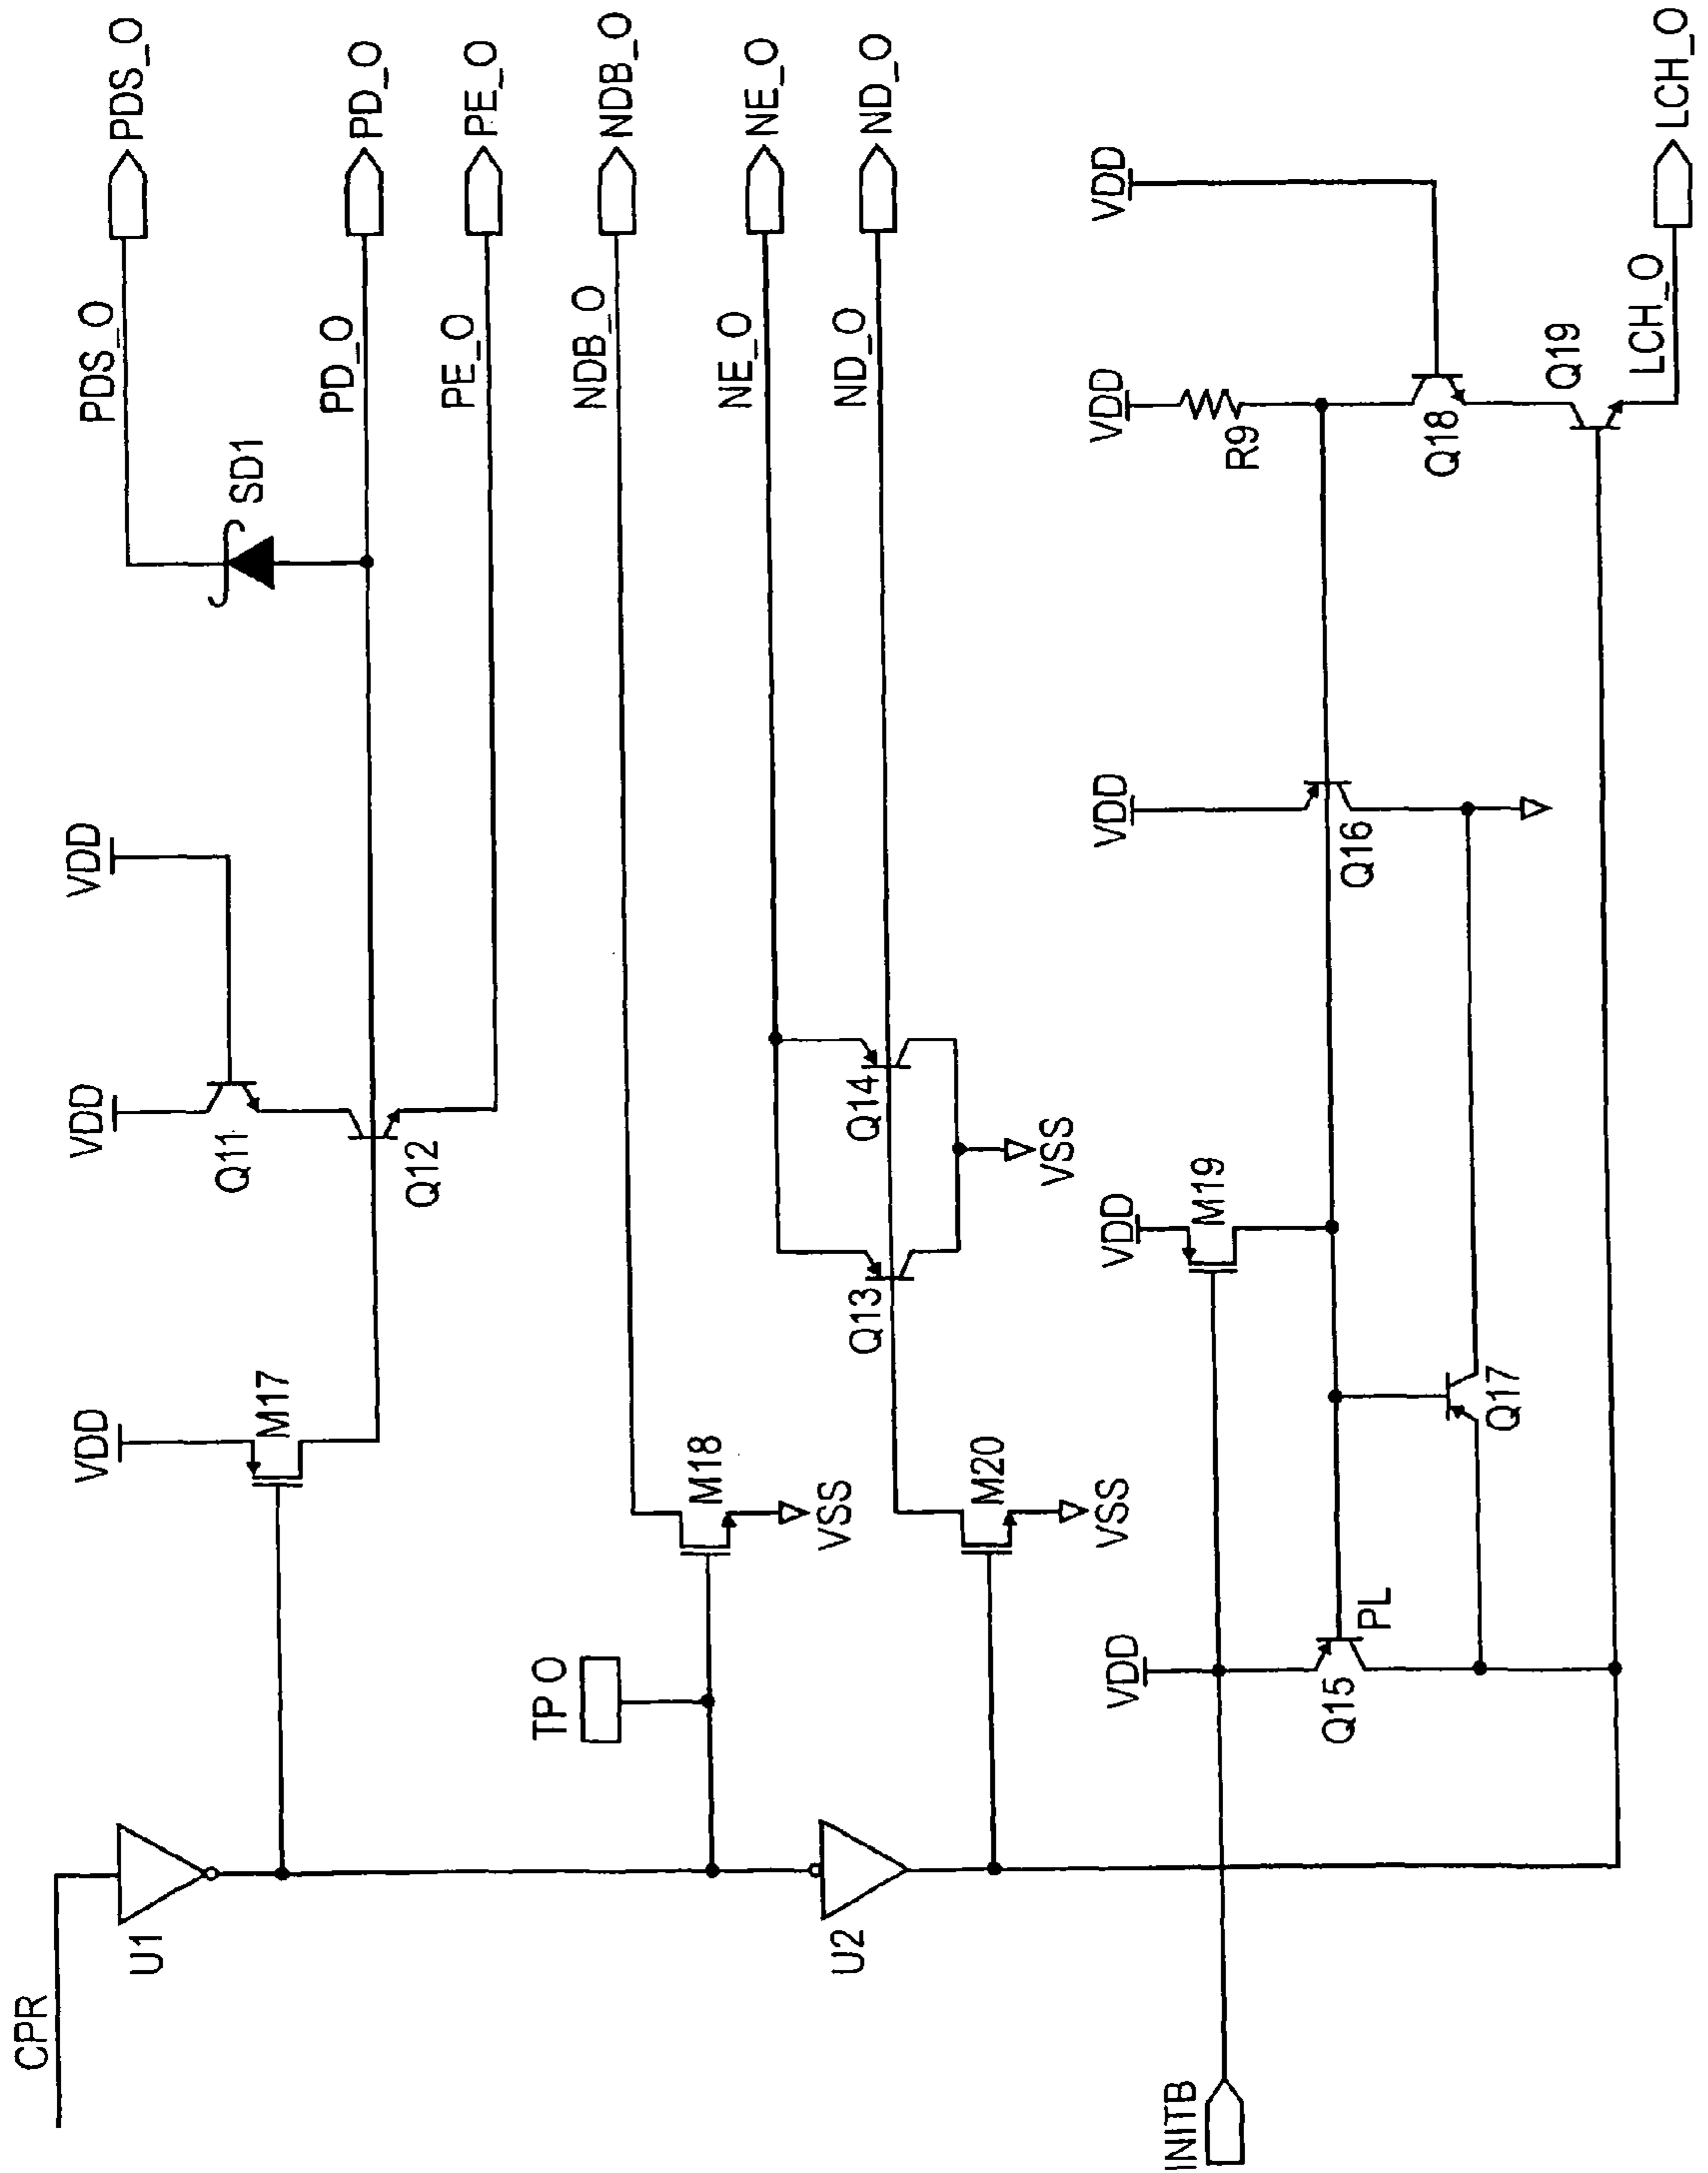 CPR
U1
VDD
M17
VDD
Q11
VDD
Q12
SD1
PDS_O
PDS_O
PD_O
PD_O
PE_O
PE_O
TP O
M18
VSS
NDB_O
NDB_O
U2
M20
VSS
Q13
Q14
VSS
NE_O
NE_O
ND_O
ND_O
INITB
VDD
Q15
PL
VDD
M19
Q17
VDD
Q16
VDD
R9
VDD
Q18
Q19
LCH_O
LCH_O